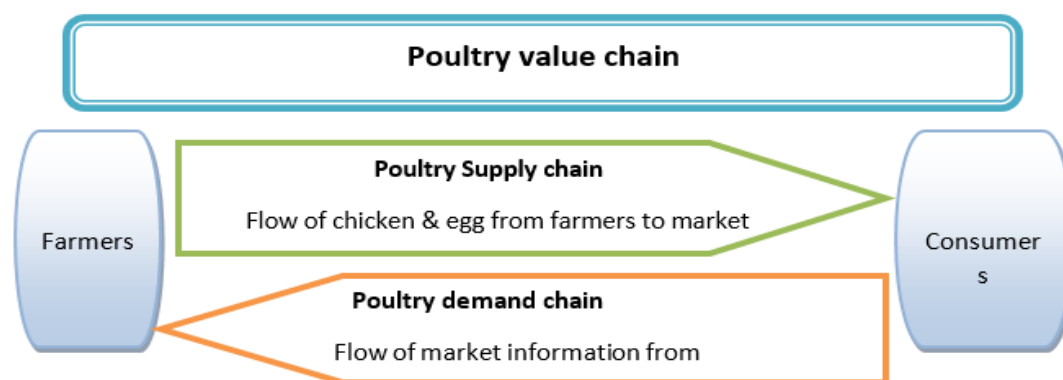 Poultry value chain
Poultry Supply chain
Flow of chicken & egg from farmers to market
Farmers
Consumer
s
Poultry demand chain
Flow of market information from